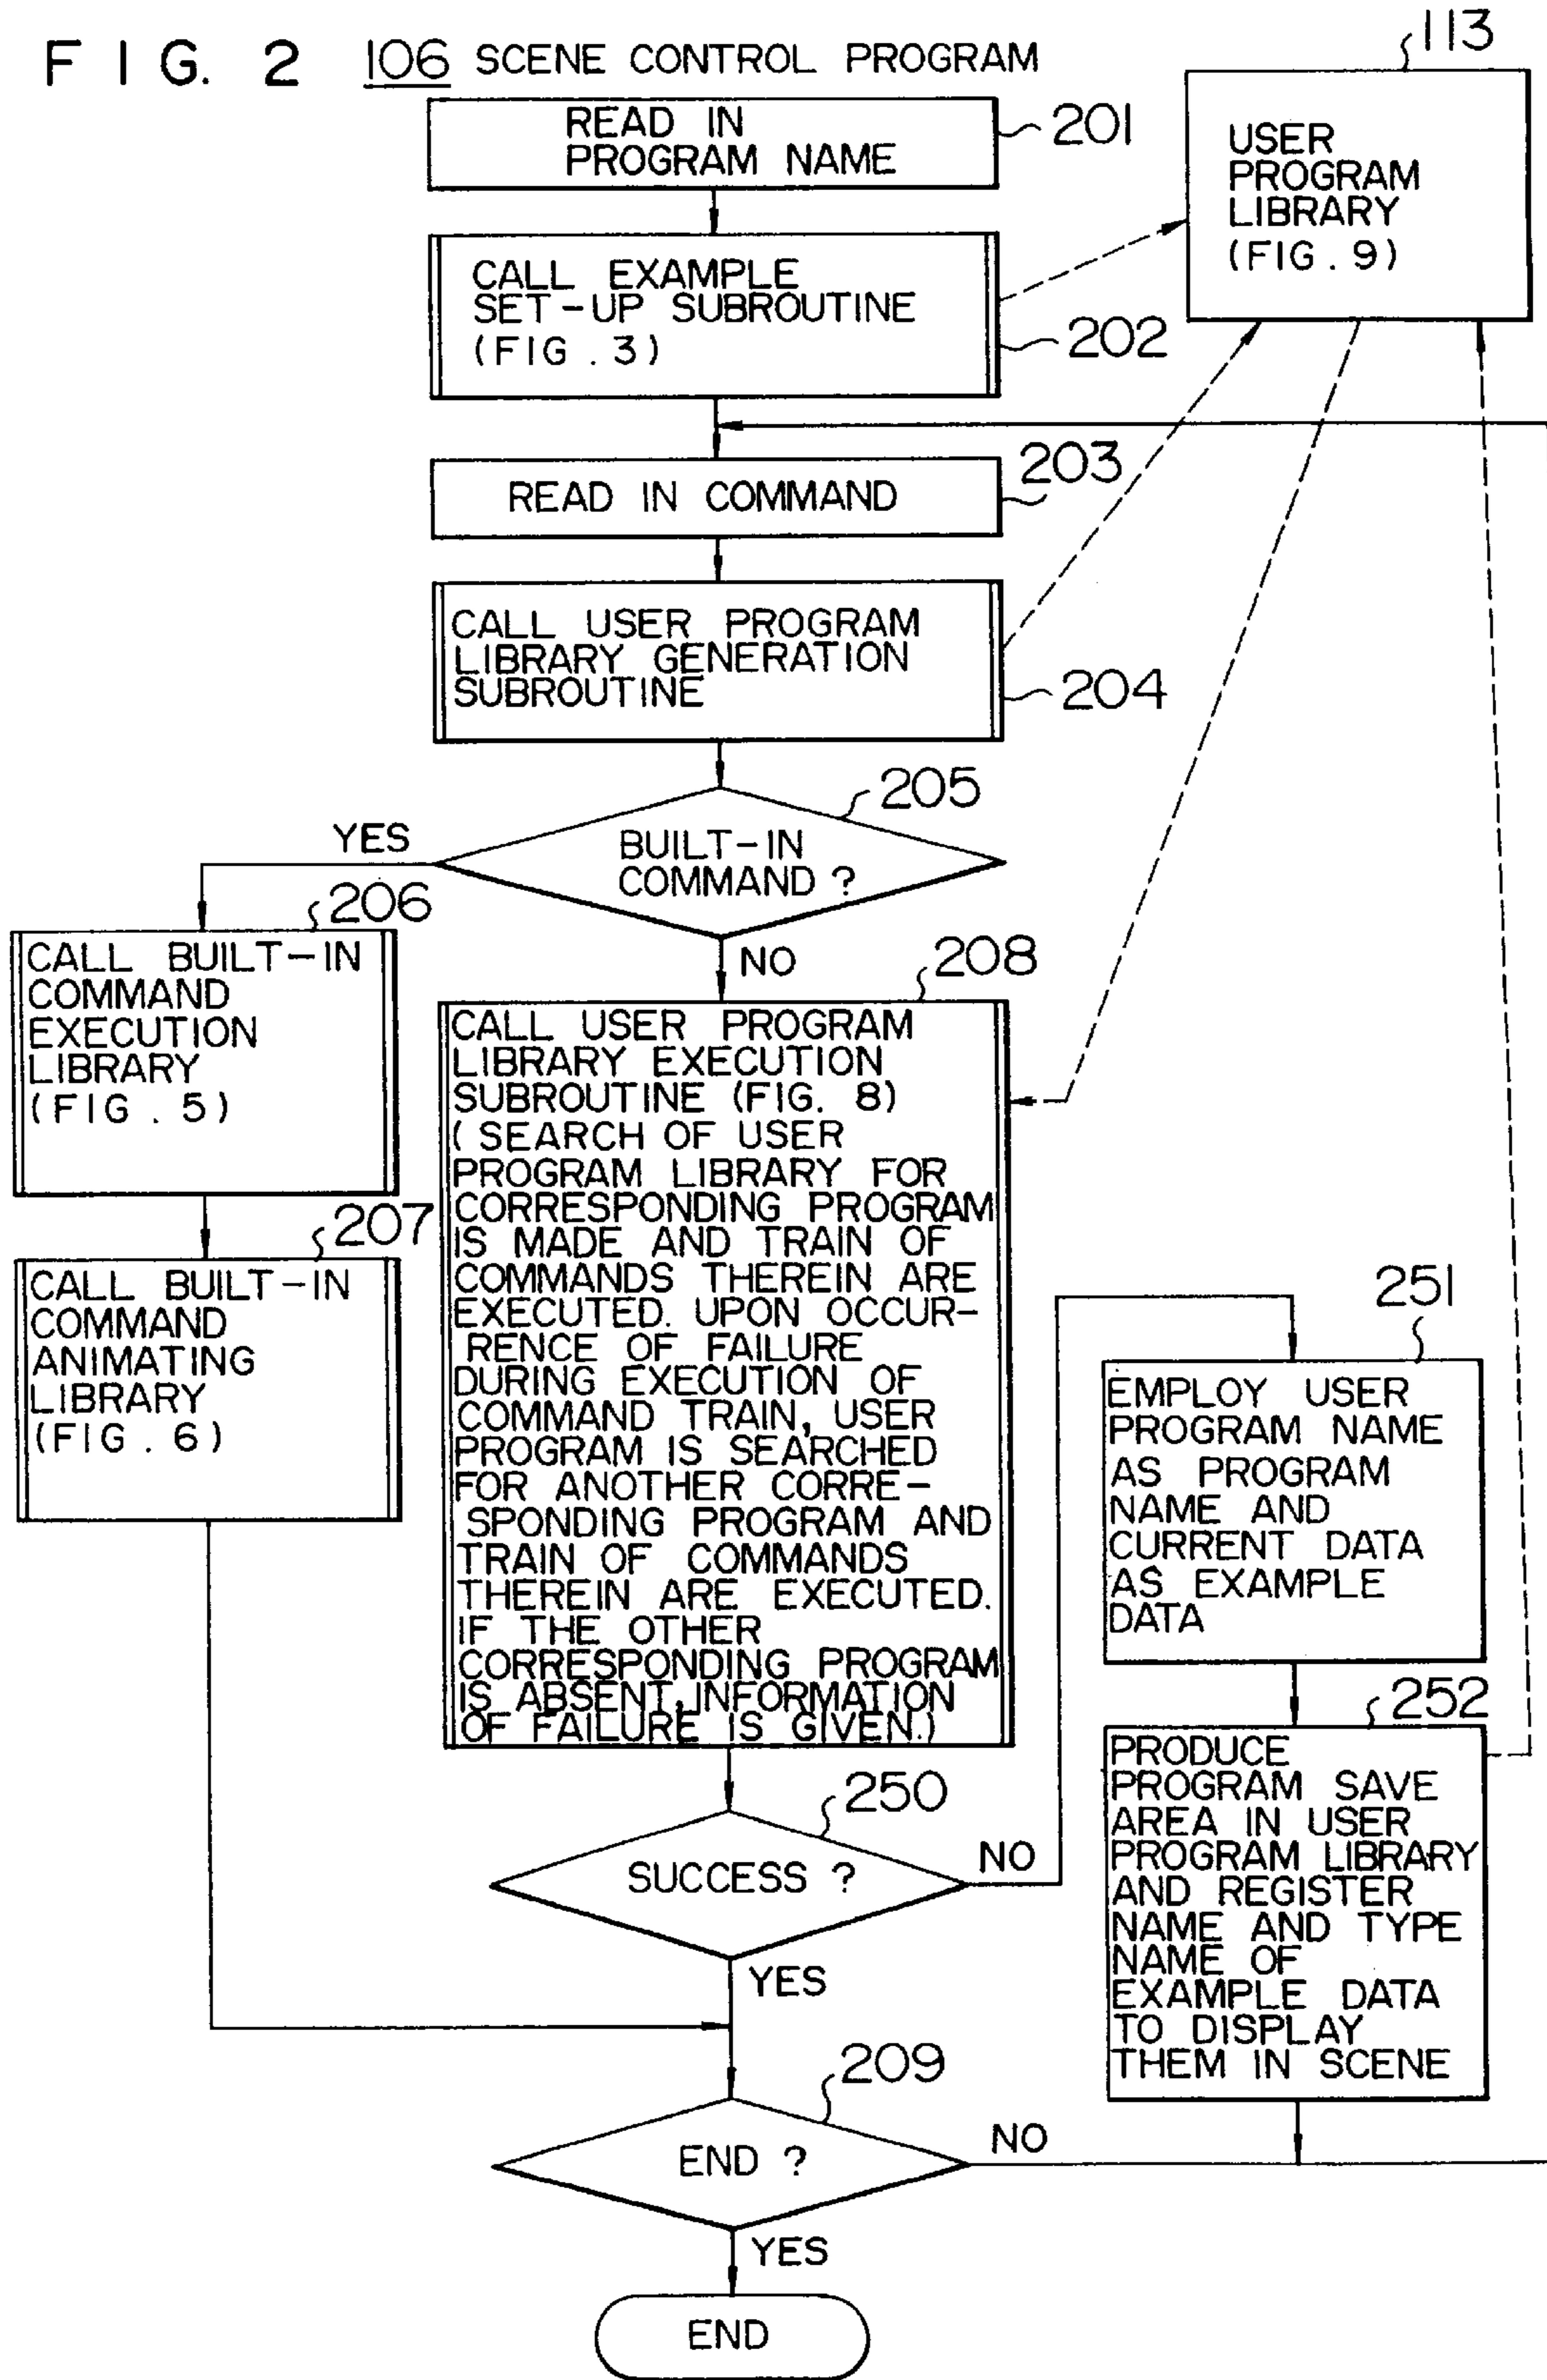 FIG. 2 106 SCENE CONTROL PROGRAM
READ IN
PROGRAM NAME
201
113
USER
PROGRAM
LIBRARY
(FIG. 9)
CALL EXAMPLE
SET-UP SUBROUTINE
(FIG. 3)
202
READ IN COMMAND
203
CALL USER PROGRAM
LIBRARY GENERATION
SUBROUTINE
204
205
BUILT-IN
COMMAND ?
YES
NO
206
CALL BUILT-IN
COMMAND
EXECUTION
LIBRARY
(FIG. 5)
207
CALL BUILT-IN
COMMAND
ANIMATING
LIBRARY
(FIG. 6)
208
CALL USER PROGRAM
LIBRARY EXECUTION
SUBROUTINE (FIG. 8)
(SEARCH OF USER
PROGRAM LIBRARY FOR
CORRESPONDING PROGRAM
IS MADE AND TRAIN OF
COMMANDS THEREIN ARE
EXECUTED. UPON OCCUR-
RENCE OF FAILURE
DURING EXECUTION OF
COMMAND TRAIN, USER
PROGRAM IS SEARCHED
FOR ANOTHER CORRE-
SPONDING PROGRAM AND
TRAIN OF COMMANDS
THEREIN ARE EXECUTED.
IF THE OTHER
CORRESPONDING PROGRAM
IS ABSENT, INFORMATION
OF FAILURE IS GIVEN.)
250
SUCCESS ?
NO
YES
251
EMPLOY USER
PROGRAM NAME
AS PROGRAM
NAME AND
CURRENT DATA
AS EXAMPLE
DATA
252
PRODUCE
PROGRAM SAVE
AREA IN USER
PROGRAM LIBRARY
AND REGISTER
NAME AND TYPE
NAME OF
EXAMPLE DATA
TO DISPLAY
THEM IN SCENE
209
END ?
NO
YES
END